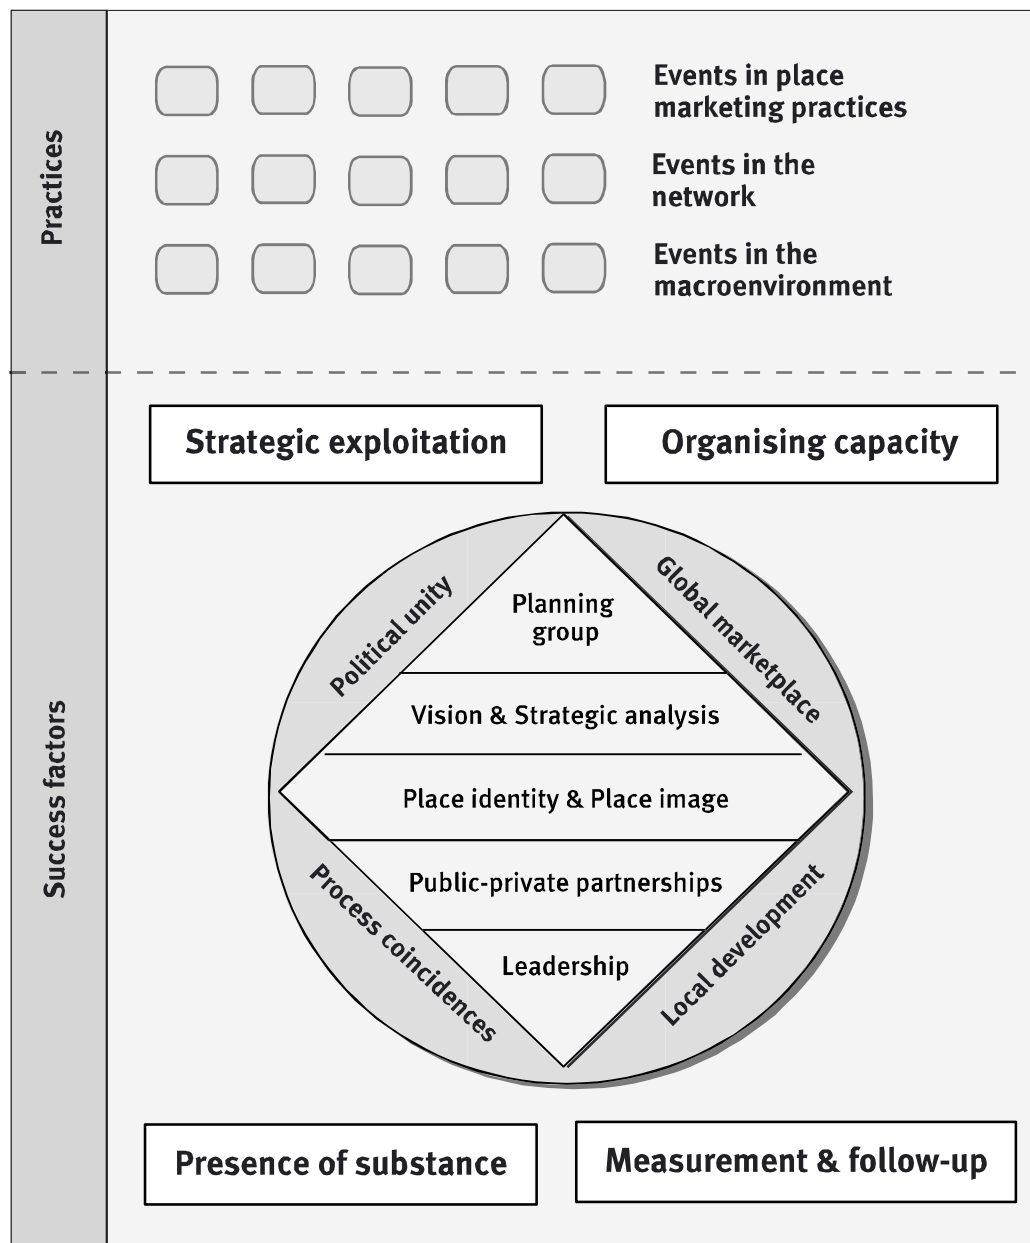 Practices
Events in place
marketing practices
Events in the
network
Events in the
macroenvironment
Success factors
Strategic exploitation
Organising capacity
Political unity
Global marketplace
Planning
group
Vision & Strategic analysis
Place identity & Place image
Public-private partnerships
Leadership
Process coincidences
Local development
Presence of substance
Measurement & follow-up